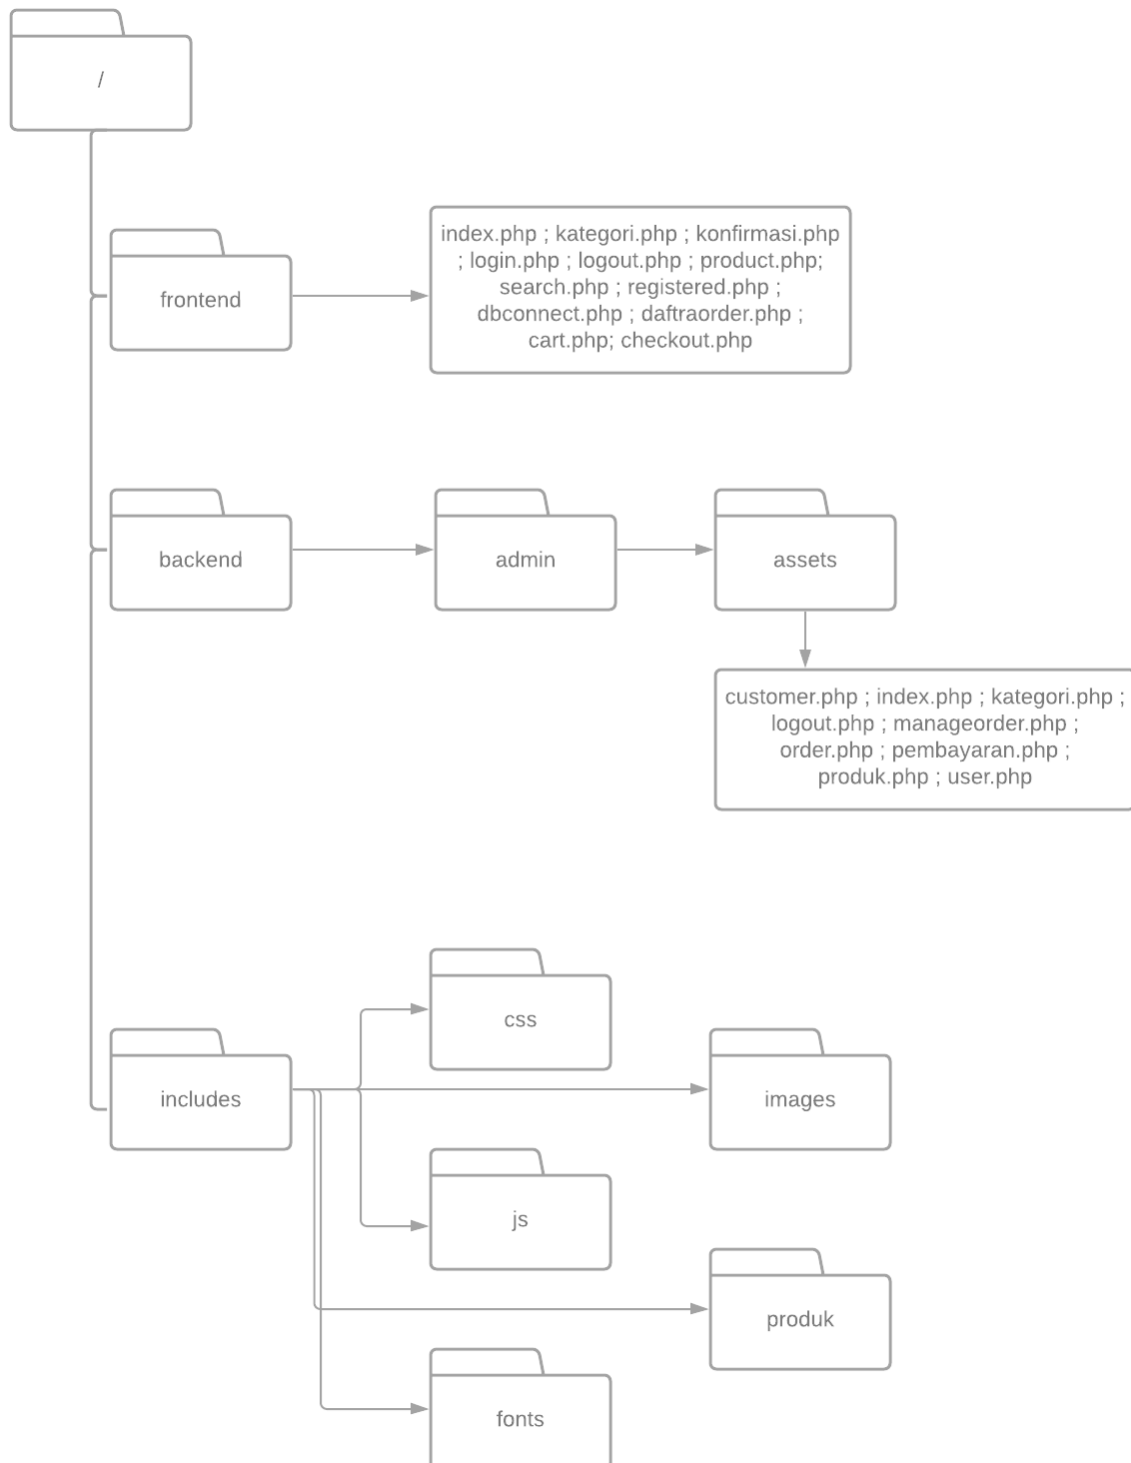 /
frontend
index.php ; kategori.php ; konfirmasi.php
; login.php ; logout.php ; product.php;
search.php ; registered.php ;
dbconnect.php ; daftraorder.php ;
cart.php; checkout.php
backend
admin
assets
customer.php ; index.php ; kategori.php ;
logout.php ; manageorder.php ;
order.php ; pembayaran.php ;
produk.php ; user.php
css
includes
images
js
produk
fonts